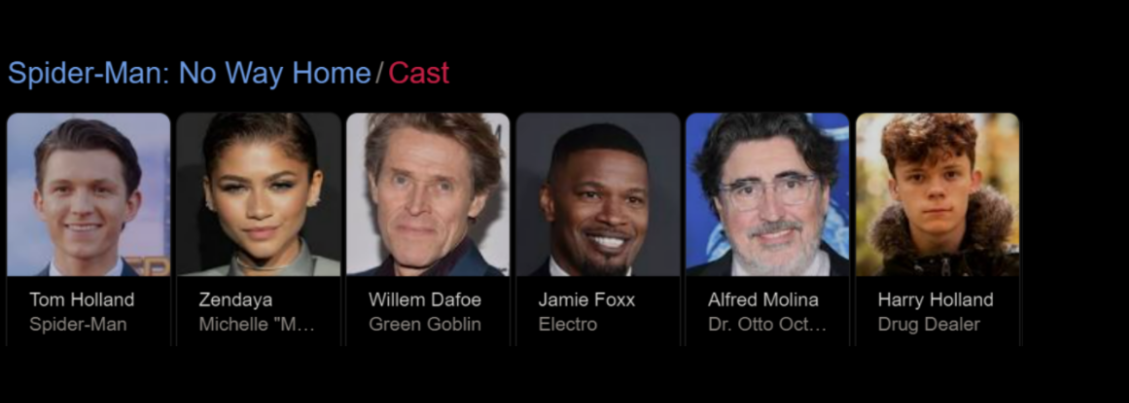 Spider-Man: No Way Home/Cast
Tom Holland
Spider-Man
Zendaya
Michelle "M...
Willem Dafoe
Green Goblin
Jamie Foxx
Electro
Alfred Molina
Dr. Otto Oct...
Harry Holland
Drug Dealer